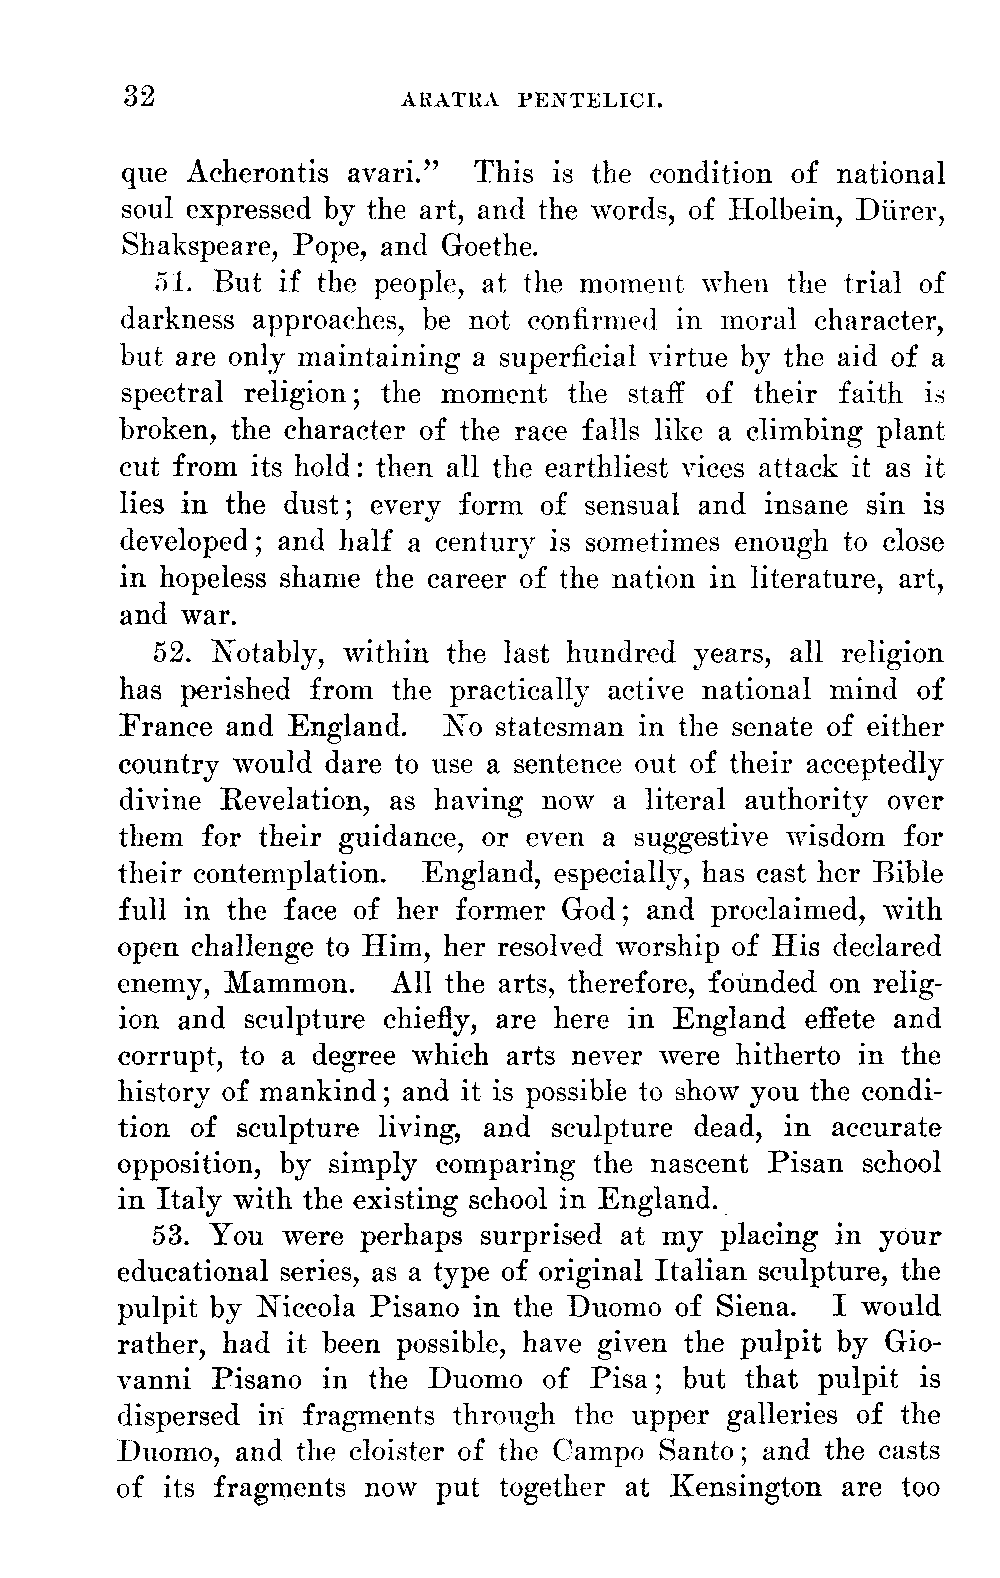 32 ARATRA PENTELICI.
que Acherontis avari.” This is the condition of national
soul expressed by the art, and the words, of Holbein, Dürer,
Shakspeare, Pope, and Goethe.
51. But if the people, at the moment when the trial of
darkness approaches, be not confirmed in moral character,
but are only maintaining a superficial virtue by the aid of a
spectral religion; the moment the staff of their faith is
broken, the character of the race falls like a climbing plant
cut from its hold: then all the earthliest vices attack it as it
lies in the dust; every form of sensual and insane sin is
developed; and half a century is sometimes enough to close
in hopeless shame the career of the nation in literature, art,
and war.
52. Notably, within the last hundred years, all religion
has perished from the practically active national mind of
France and England. No statesman in the senate of either
country would dare to use a sentence out of their acceptedly
divine Revelation, as having now a literal authority over
them for their guidance, or even a suggestive wisdom for
their contemplation. England, especially, has cast her Bible
full in the face of her former God; and proclaimed, with
open challenge to Him, her resolved worship of His declared
enemy, Mammon. All the arts, therefore, founded on relig-
ion and sculpture chiefly, are here in England effete and
corrupt, to a degree which arts never were hitherto in the
history of mankind; and it is possible to show you the condi-
tion of sculpture living, and sculpture dead, in accurate
opposition, by simply comparing the nascent Pisan school
in Italy with the existing school in England.
53. You were perhaps surprised at my placing in your
educational series, as a type of original Italian sculpture, the
pulpit by Niccola Pisano in the Duomo of Siena. I would
rather, had it been possible, have given the pulpit by Gio-
vanni Pisano in the Duomo of Pisa; but that pulpit is
dispersed in fragments through the upper galleries of the
Duomo, and the cloister of the Campo Santo; and the casts
of its fragments now put together at Kensington are too